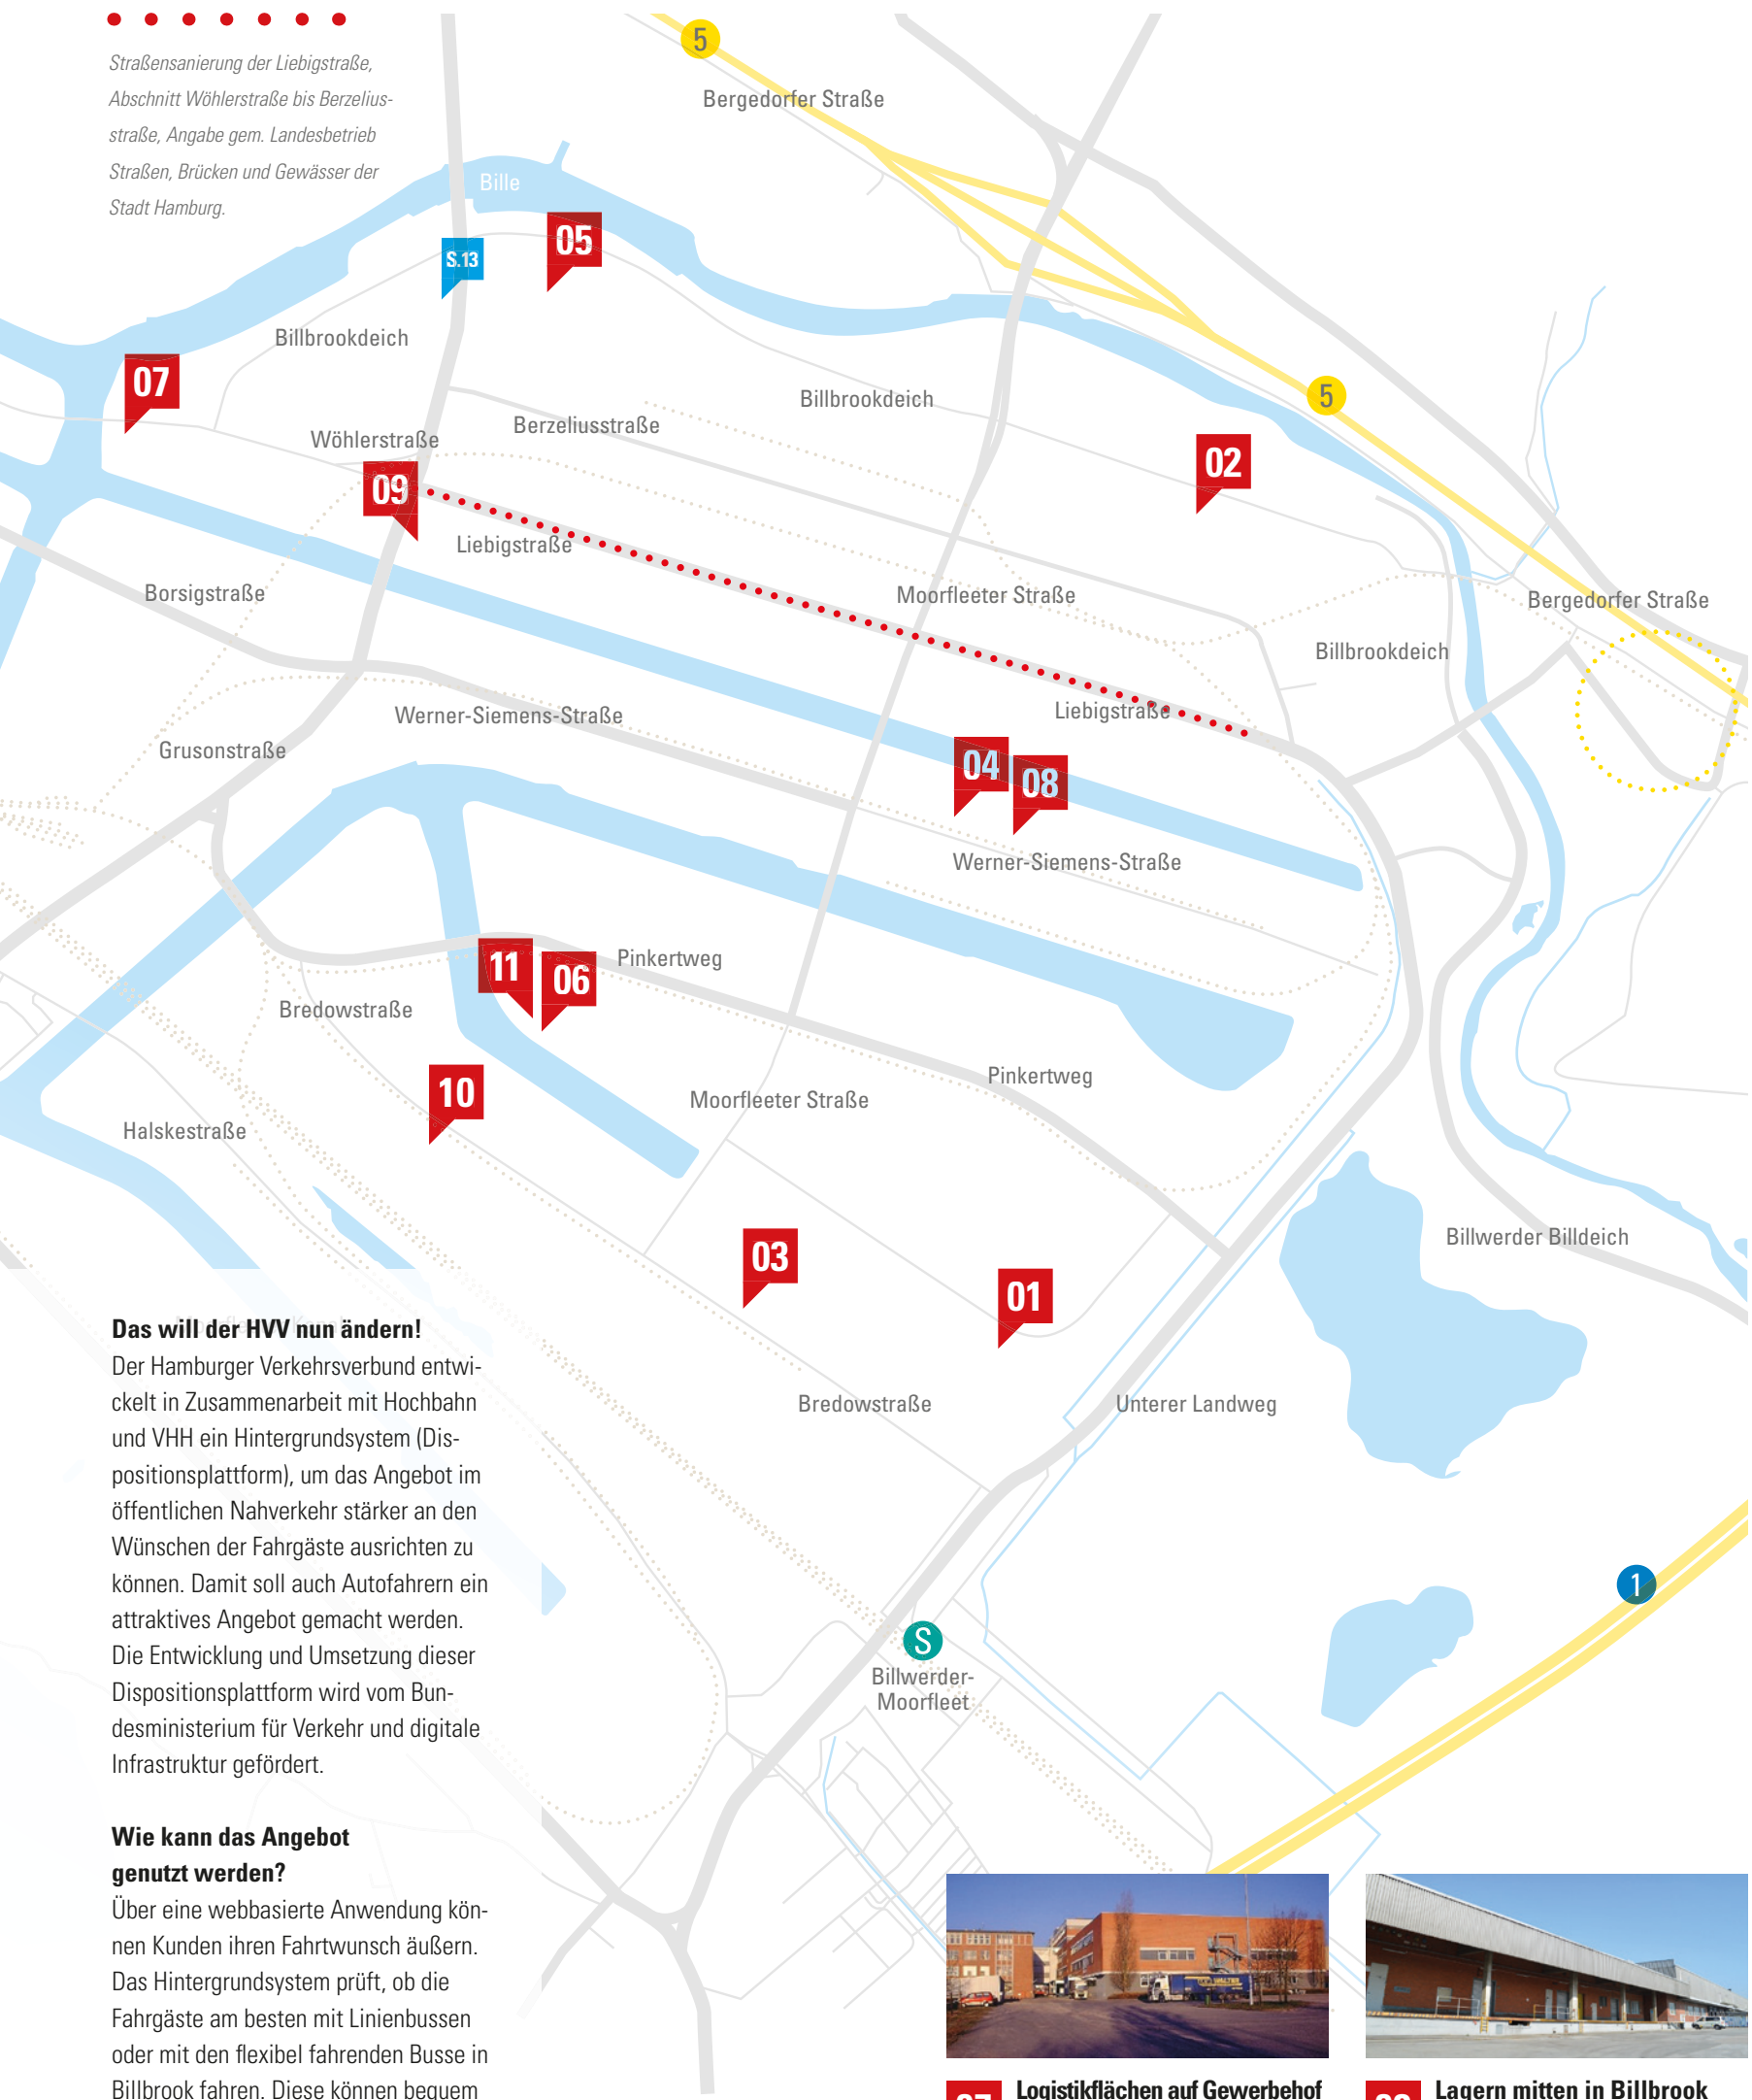 Straßensanierung der Liebigstraße,
Abschnitt Wöhlerstraße bis Berzelius-
straße, Angabe gem. Landesbetrieb
Straßen, Brücken und Gewässer der
Stadt Hamburg.
5
Bergedorfer Straße
Bille
05
S.13
Billbrookdeich
07
Billbrookdeich
5
Berzeliusstraße
Wöhlerstraße
02
09
Liebigstraße
Borsigstraße
Moorfleeter Straße
Bergedorfer Straße
Billbrookdeich
Liebigstraße
Werner-Siemens-Straße
Grusonstraße
04
08
Werner-Siemens-Straße
11
06
Pinkertweg
Bredowstraße
Pinkertweg
10
Moorfleeter Straße
Halskestraße
Billwerder Billdeich
03
01
Bredowstraße
Unterer Landweg
1
S
Billwerder-
Moorfleet
Das will der HVV nun ändern!
Der Hamburger Verkehrsverbund entwi-
ckelt in Zusammenarbeit mit Hochbahn
und VHH ein Hintergrundsystem (Dis-
positionsplattform), um das Angebot im
öffentlichen Nahverkehr stärker an den
Wünschen der Fahrgäste ausrichten zu
können. Damit soll auch Autofahrern ein
attraktives Angebot gemacht werden.
Die Entwicklung und Umsetzung dieser
Dispositionsplattform wird vom Bun-
desministerium für Verkehr und digitale
Infrastruktur gefördert.
Wie kann das Angebot
genutzt werden?
Über eine webbasierte Anwendung kön-
nen Kunden ihren Fahrtwunsch äußern.
Das Hintergrundsystem prüft, ob die
Fahrgäste am besten mit Linienbussen
oder mit den flexibel fahrenden Busse in
Billbrook fahren. Diese können bequem
07
Logistikflächen auf Gewerbehof
Lagern mitten in Billbrook